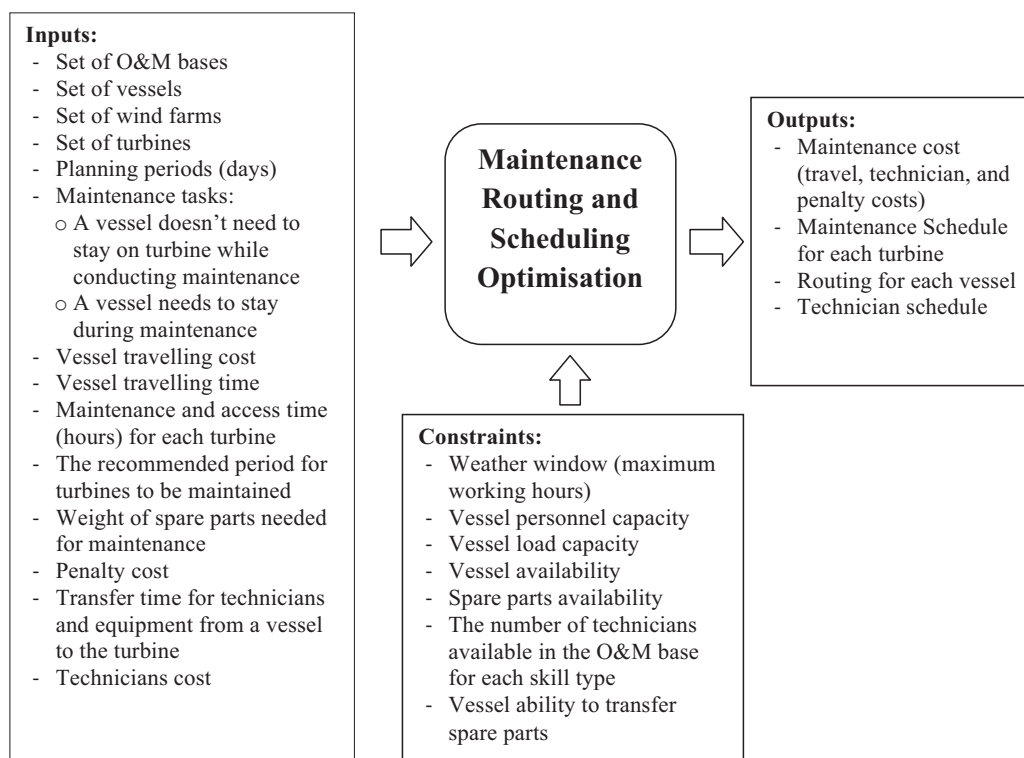 Inputs:
- Set of O&M bases
- Set of vessels
- Set of wind farms
- Set of turbines
- Planning periods (days)
- Maintenance tasks:
o A vessel doesn't need to
stay on turbine while
conducting maintenance
o A vessel needs to stay
during maintenance
- Vessel travelling cost
- Vessel travelling time
- Maintenance and access time
(hours) for each turbine
- The recommended period for
turbines to be maintained
- Weight of spare parts needed
for maintenance
- Penalty cost
- Transfer time for technicians
and equipment from a vessel
to the turbine
- Technicians cost
Maintenance
Routing and
Scheduling
Optimisation
Constraints:
- Weather window (maximum
working hours)
- Vessel personnel capacity
- Vessel load capacity
- Vessel availability
- Spare parts availability
- The number of technicians
available in the O&M base
for each skill type
- Vessel ability to transfer
spare parts
Outputs:
- Maintenance cost
(travel, technician, and
penalty costs)
- Maintenance Schedule
for each turbine
- Routing for each vessel
- Technician schedule